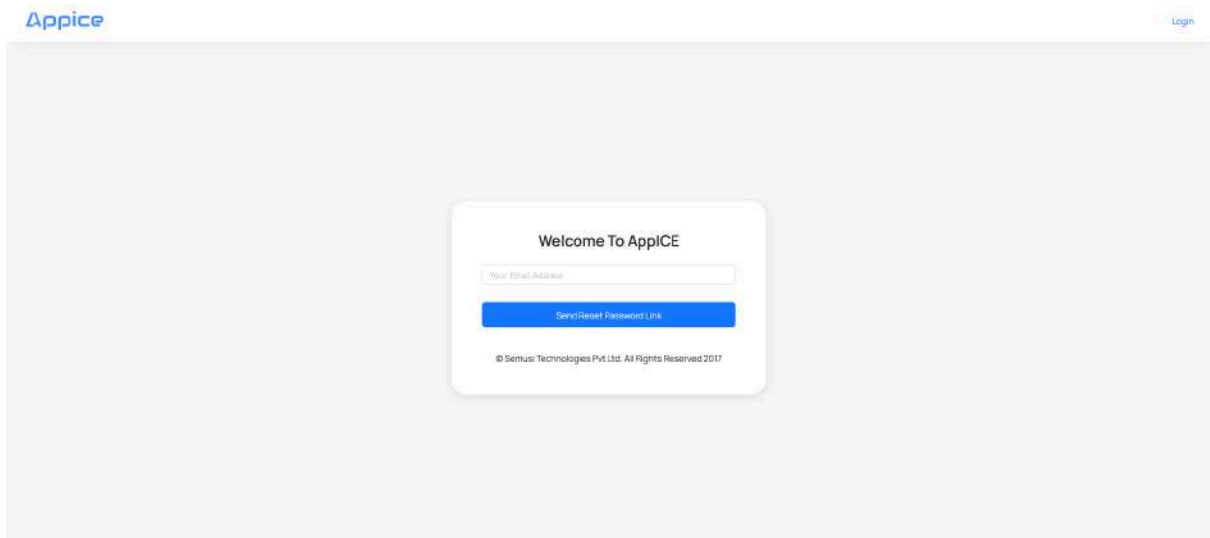 Appice
Login
Welcome To AppICE
Your Email Address
Send Reset Password Link
© Semusi Technologies Pvt Ltd. All Rights Reserved 2017